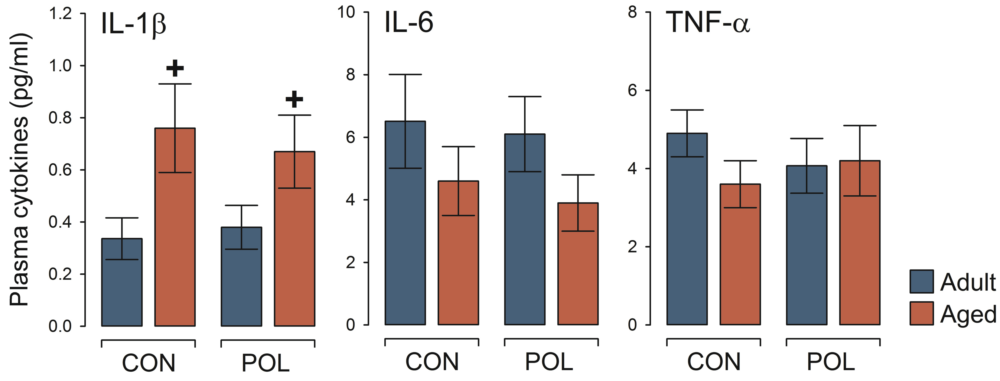 Plasma cytokines (pg/ml)
IL-1β
1.2
1.0
0.8
0.6
0.4
0.2
0.0
+
+
CON POL
IL-6
10
8
6
4
2
0
CON POL
TNF-α
8
6
4
2
0
CON POL
Adult
Aged